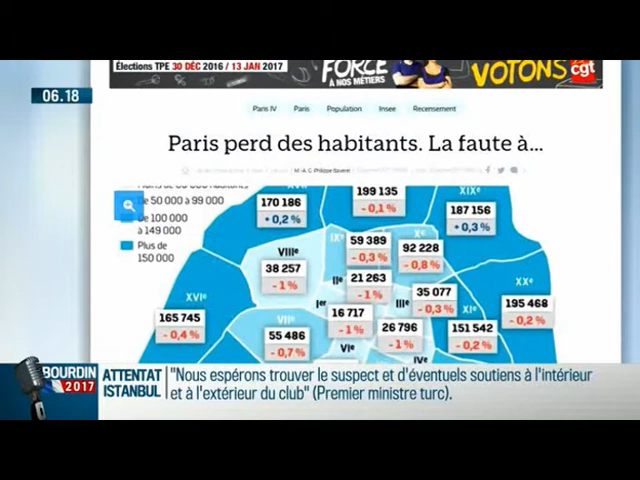 Élections TPE 30 DÉC 2016 / 13 JAN 2017
FORCE
À NOS MÉTIERS
VOTONS cgt
06.18
Paris IV Paris Population Insee Recensement
Paris perd des habitants. La faute à...
de 50 000 à 99 000
De 100 000
à 149 000
Plus de
150 000
170 186
+ 0,2 %
199 135
- 0,1 %
XIXe
187 156
+ 0,3 %
VIIIe
38 257
- 1 %
IXe
59 389
- 0,3 %
Xe
92 228
- 0,8 %
IIe
21 263
- 1 %
XVIe
165 745
- 0,4 %
Ier
16 717
- 1 %
IIIe
35 077
- 0,3 %
XIe
151 542
- 0,2 %
XXe
195 468
- 0,2 %
VIIe
55 486
- 0,7 %
26 796
- 1 %
VIe
BOURDIN
2017
ATTENTAT
ISTANBUL
"Nous espérons trouver le suspect et d'éventuels soutiens à l'intérieur
et à l'extérieur du club" (Premier ministre turc).